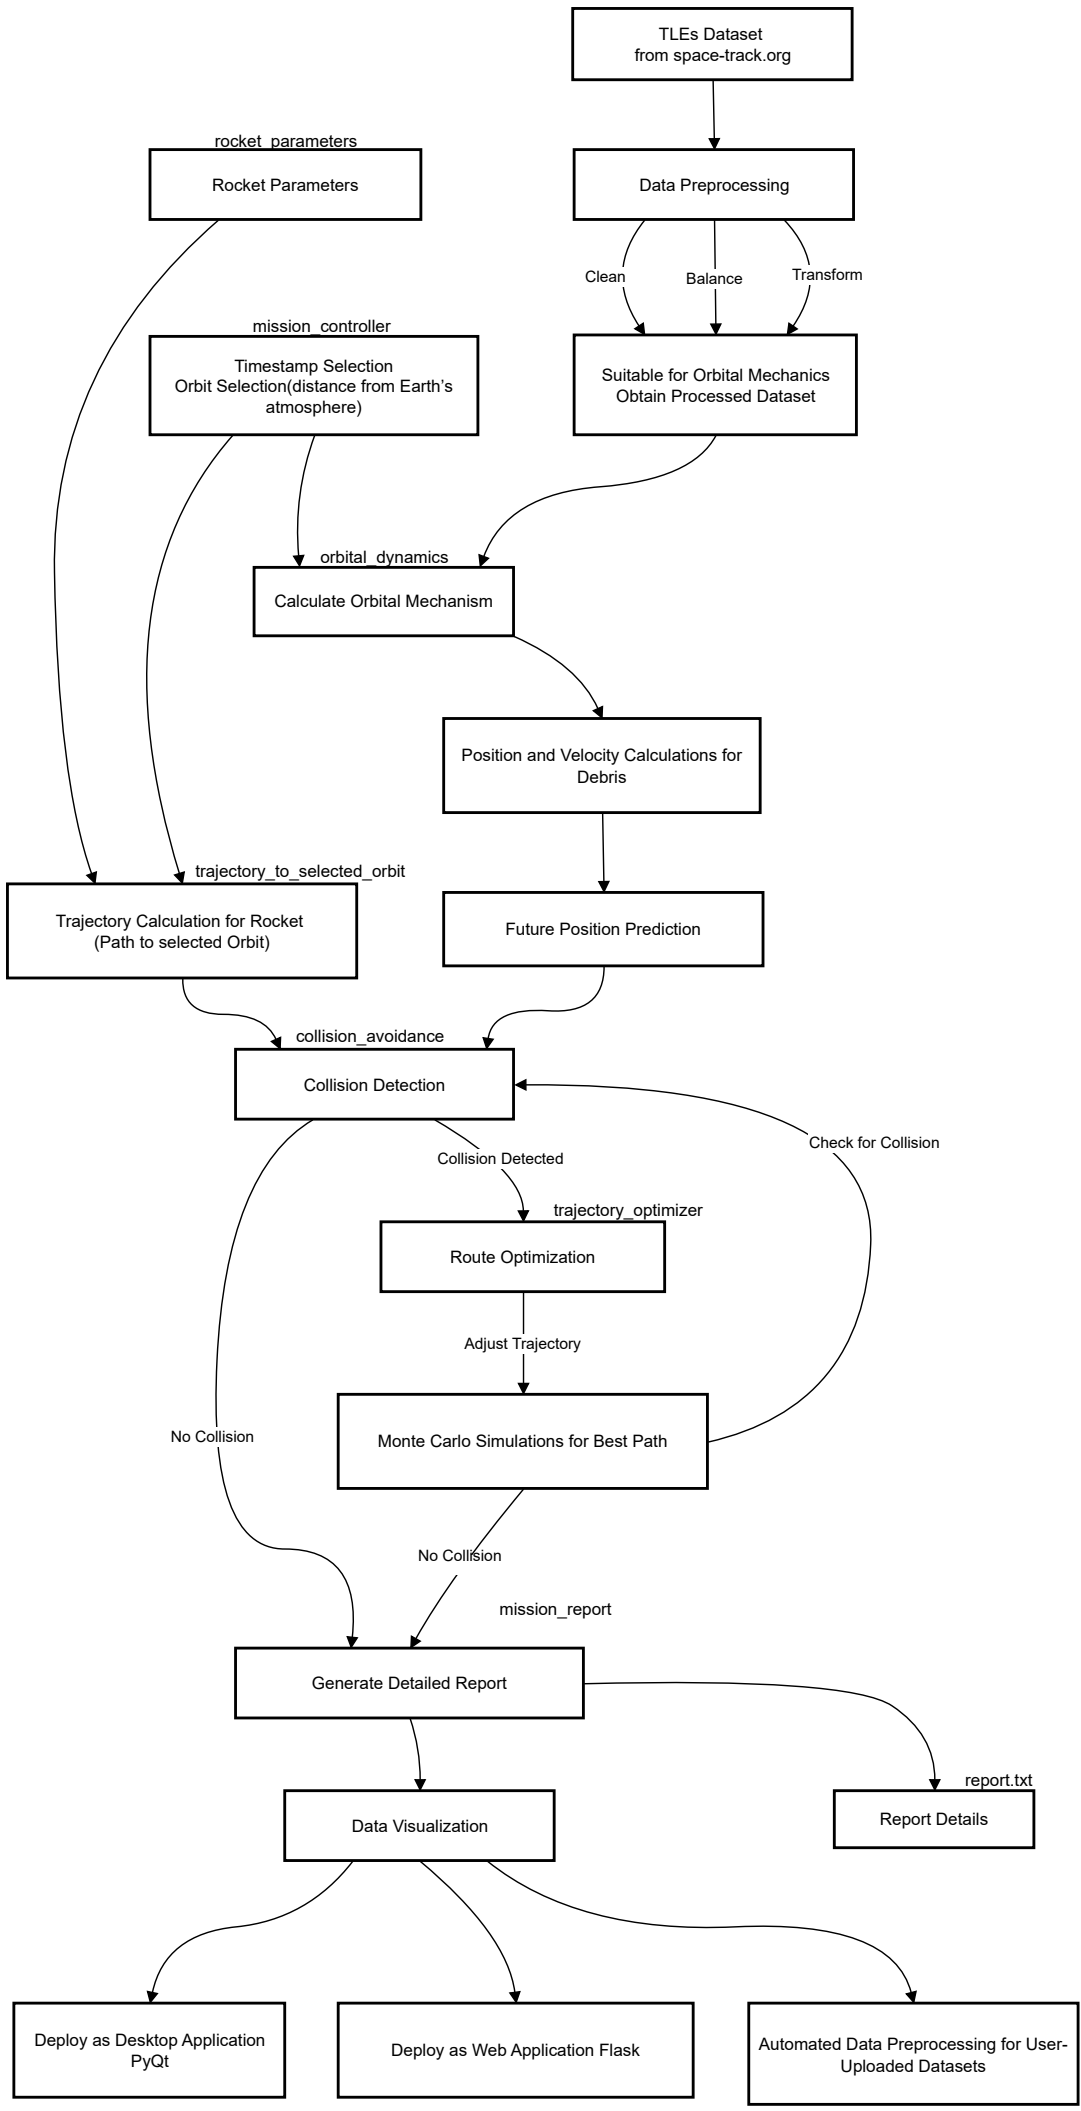 TLEs Dataset
from space-track.org
rocket_parameters
Rocket Parameters
Data Preprocessing
Clean
Balance
Transform
mission_controller
Timestamp Selection
Orbit Selection(distance from Earth’s
atmosphere)
Suitable for Orbital Mechanics
Obtain Processed Dataset
orbital_dynamics
Calculate Orbital Mechanism
Position and Velocity Calculations for
Debris
trajectory_to_selected_orbit
Trajectory Calculation for Rocket
(Path to selected Orbit)
Future Position Prediction
collision_avoidance
Collision Detection
Check for Collision
Collision Detected
trajectory_optimizer
Route Optimization
Adjust Trajectory
Monte Carlo Simulations for Best Path
No Collision
No Collision
mission_report
Generate Detailed Report
report.txt
Report Details
Data Visualization
Deploy as Desktop Application
PyQt
Deploy as Web Application Flask
Automated Data Preprocessing for User-
Uploaded Datasets